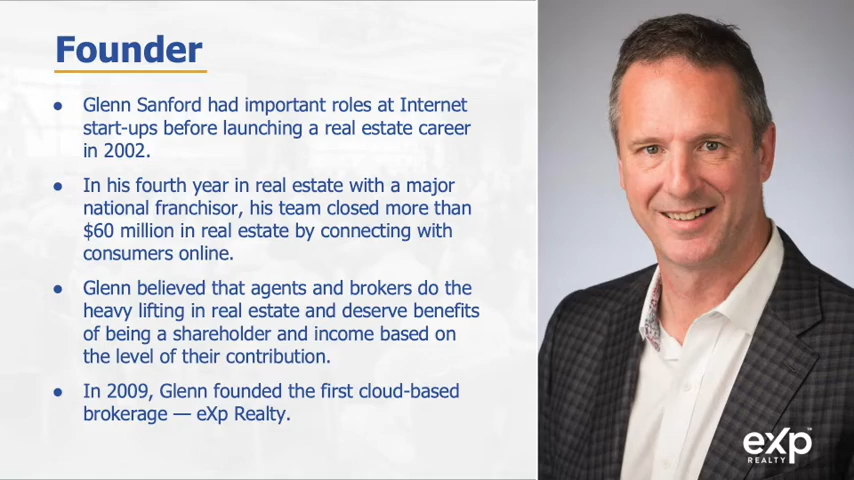 Founder
● Glenn Sanford had important roles at Internet
start-ups before launching a real estate career
in 2002.
● In his fourth year in real estate with a major
national franchisor, his team closed more than
$60 million in real estate by connecting with
consumers online.
● Glenn believed that agents and brokers do the
heavy lifting in real estate and deserve benefits
of being a shareholder and income based on
the level of their contribution.
● In 2009, Glenn founded the first cloud-based
brokerage — eXp Realty.
eXp™
REALTY